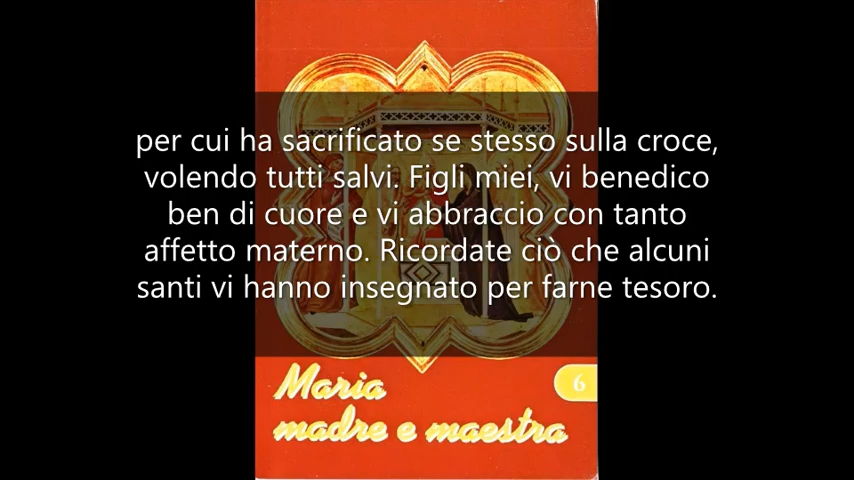 per cui ha sacrificato se stesso sulla croce,
volendo tutti salvi. Figli miei, vi benedico
ben di cuore e vi abbraccio con tanto
affetto materno. Ricordate ciò che alcuni
santi vi hanno insegnato per farne tesoro.
Maria
6
madre e maestra